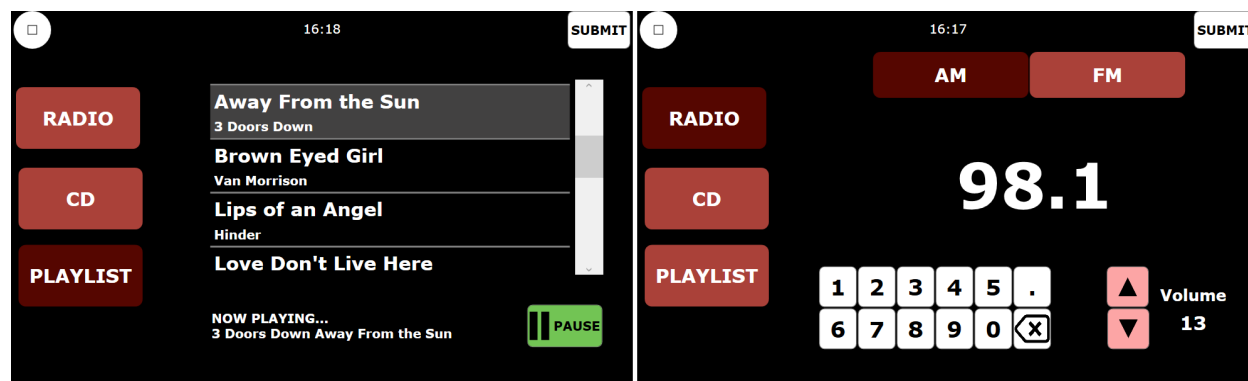 16:18
SUBMIT
RADIO
CD
PLAYLIST
Away From the Sun
3 Doors Down
Brown Eyed Girl
Van Morrison
Lips of an Angel
Hinder
Love Don't Live Here
NOW PLAYING...
3 Doors Down Away From the Sun
PAUSE
16:17
SUBMIT
AM FM
RADIO
CD
PLAYLIST
98.1
1 2 3 4 5 .
6 7 8 9 0
Volume
13